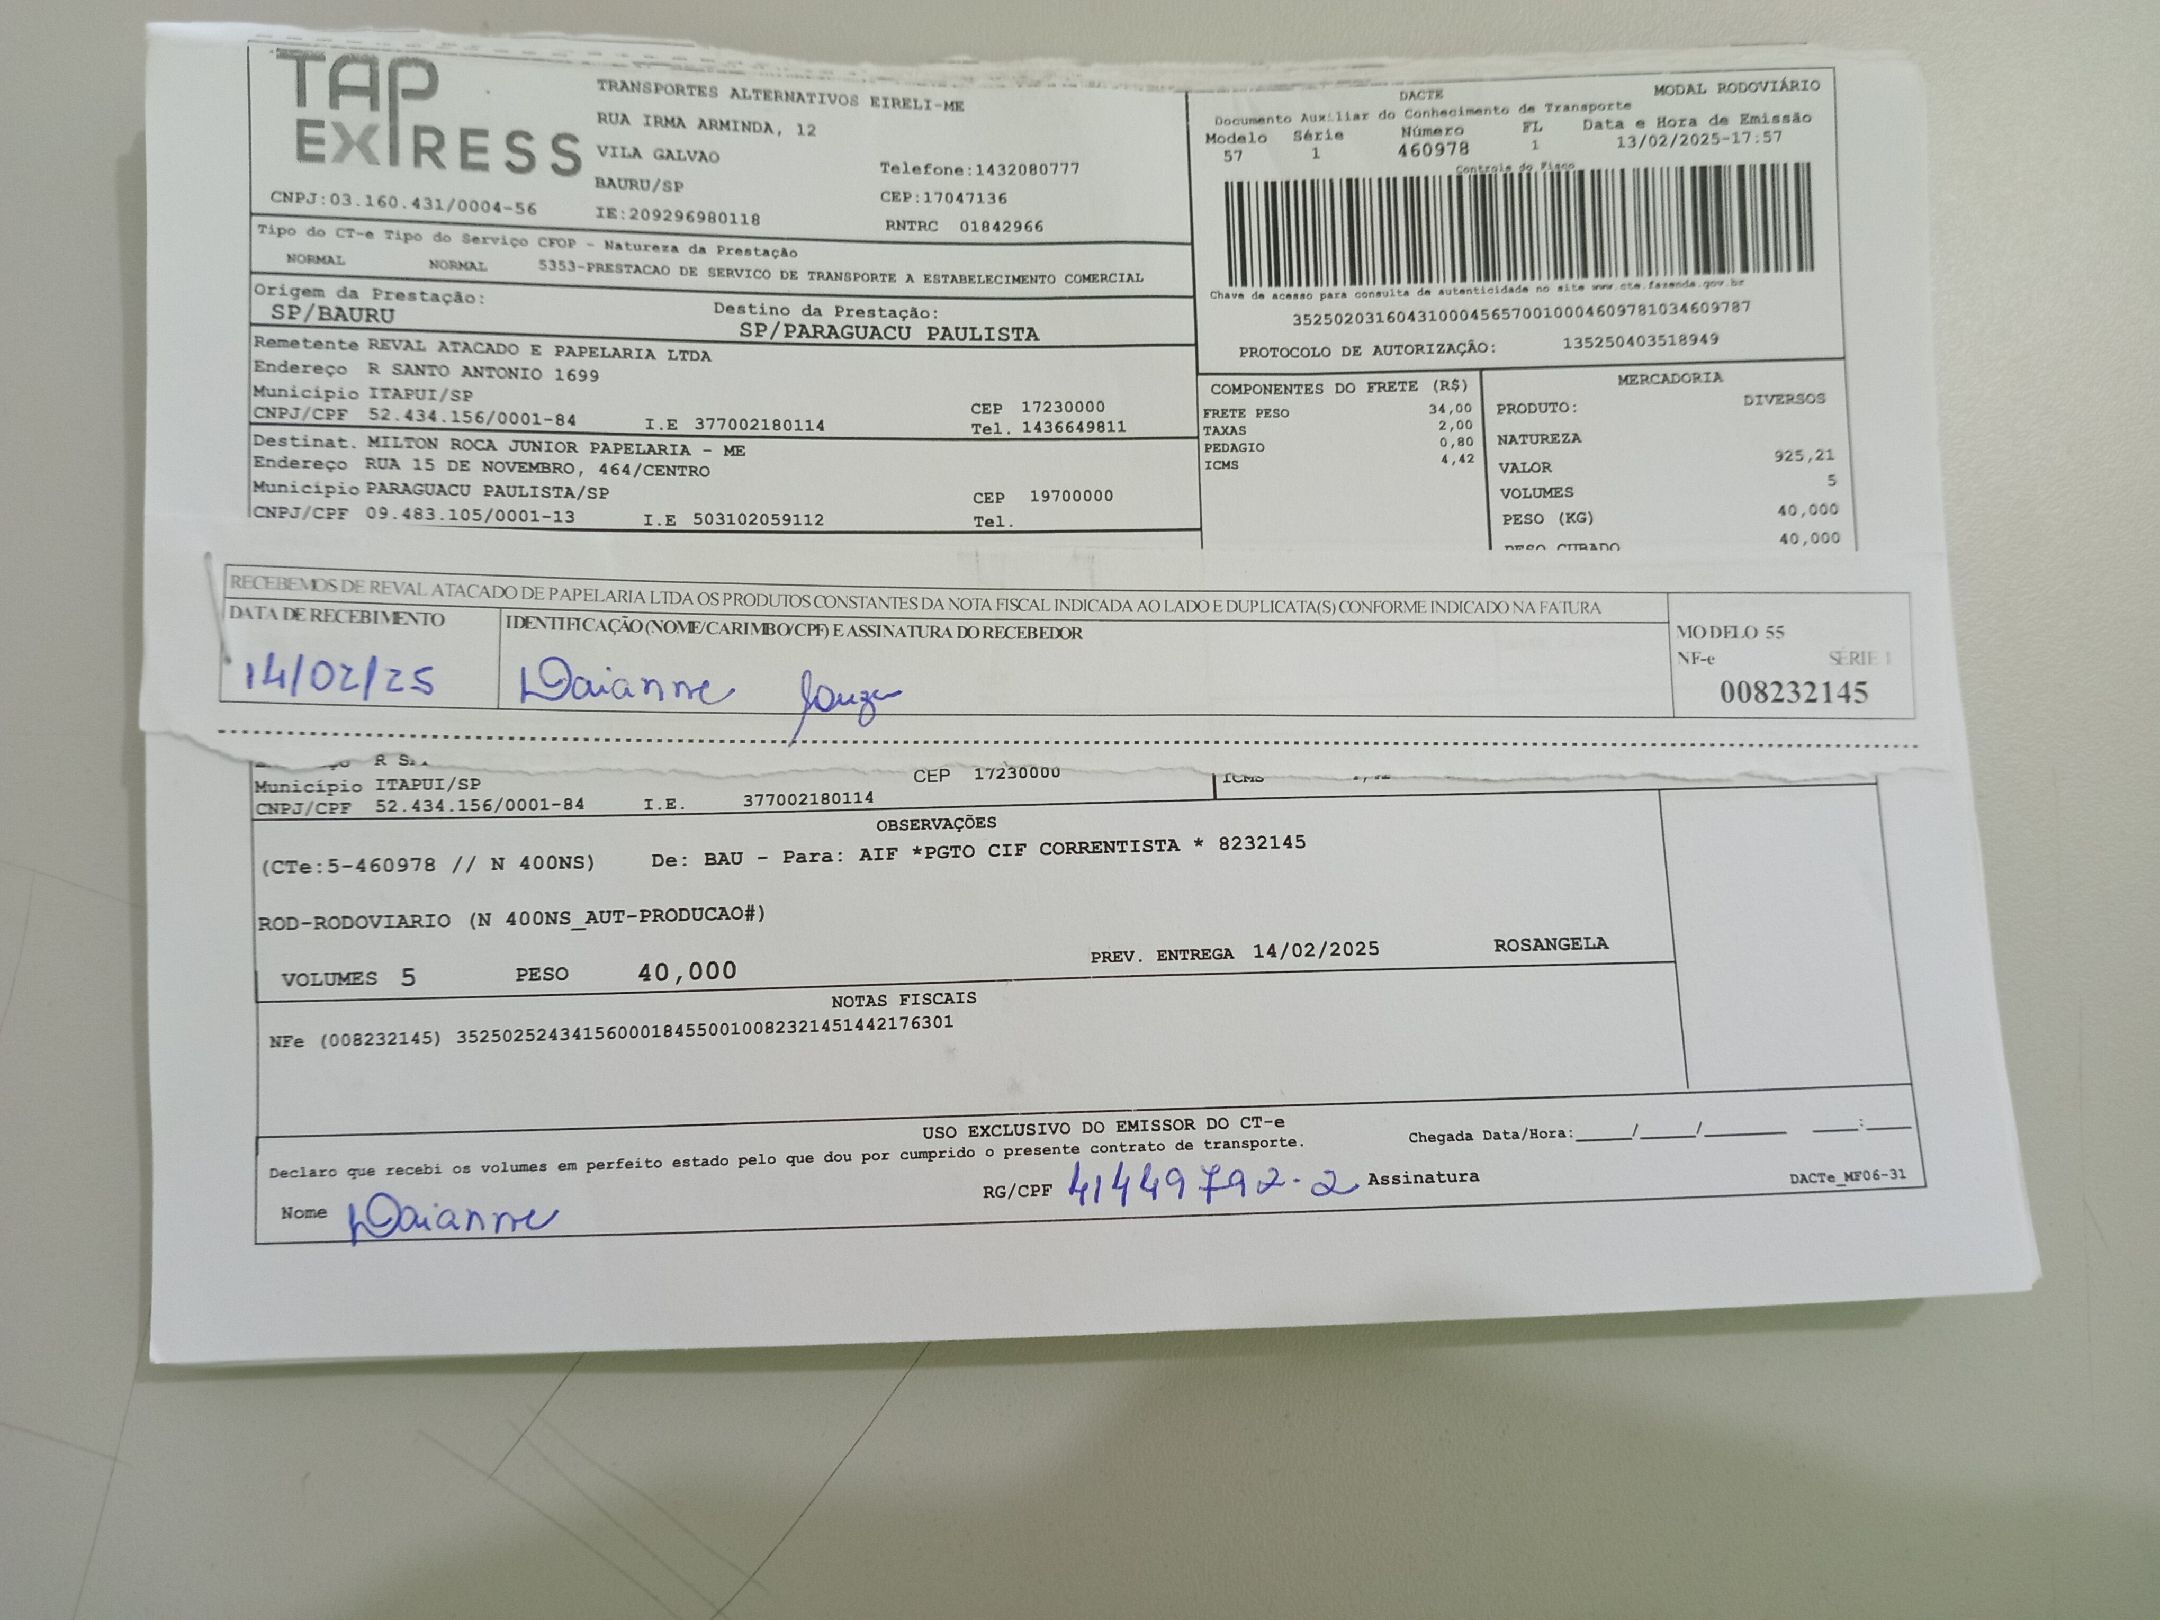 TAP EXPRESS
TRANSPORTES ALTERNATIVOS EIRELI-ME
RUA IRMA ARMINDA, 12
VILA GALVAO
Telefone:1432080777
BAURU/SP
CEP:17047136
CNPJ:03.160.431/0004-56
IE:209296980118
RNTRC 01842966
DACTE
MODAL RODOVIÁRIO
Documento Auxiliar do Conhecimento de Transporte
Modelo Série Número FL Data e Hora de Emissão
57 1 460978 1 13/02/2025-17:57
Controle do Fisco
Chave de acesso para consulta de autenticidade no site www.cte.fazenda.gov.br
35250203160431000456570010004609781034609787
PROTOCOLO DE AUTORIZAÇÃO: 135250403518949
Tipo do CT-e Tipo do Serviço CFOP - Natureza da Prestação
NORMAL NORMAL 5353-PRESTACAO DE SERVICO DE TRANSPORTE A ESTABELECIMENTO COMERCIAL
Origem da Prestação: Destino da Prestação:
SP/BAURU SP/PARAGUACU PAULISTA
Remetente REVAL ATACADO E PAPELARIA LTDA
Endereço R SANTO ANTONIO 1699
Município ITAPUI/SP CEP 17230000
CNPJ/CPF 52.434.156/0001-84 I.E 377002180114 Tel. 1436649811
Destinat. MILTON ROCA JUNIOR PAPELARIA - ME
Endereço RUA 15 DE NOVEMBRO, 464/CENTRO
Município PARAGUACU PAULISTA/SP CEP 19700000
CNPJ/CPF 09.483.105/0001-13 I.E 503102059112 Tel.
COMPONENTES DO FRETE (R$)
FRETE PESO 34,00
TAXAS 2,00
PEDAGIO 0,80
ICMS 4,42
MERCADORIA
PRODUTO: DIVERSOS
NATUREZA
VALOR 925,21
VOLUMES 5
PESO (KG) 40,000
PESO CUBADO 40,000
RECEBEMOS DE REVAL ATACADO DE PAPELARIA LTDA OS PRODUTOS CONSTANTES DA NOTA FISCAL INDICADA AO LADO E DUPLICATA(S) CONFORME INDICADO NA FATURA
DATA DE RECEBIMENTO IDENTIFICAÇÃO (NOME/CARIMBO/CPF) E ASSINATURA DO RECEBEDOR
MODELO 55
NF-e SÉRIE 1
008232145
14/02/25 Daianne Souza
R S
CEP 17230000
Município ITAPUI/SP
CNPJ/CPF 52.434.156/0001-84 I.E. 377002180114
ICMS
OBSERVAÇÕES
(CTe:5-460978 // N 400NS) De: BAU - Para: AIF *PGTO CIF CORRENTISTA * 8232145
ROD-RODOVIARIO (N 400NS_AUT-PRODUCAO#)
VOLUMES 5 PESO 40,000 PREV. ENTREGA 14/02/2025 ROSANGELA
NOTAS FISCAIS
NFe (008232145) 35250252434156000184550010082321451442176301
USO EXCLUSIVO DO EMISSOR DO CT-e
Declaro que recebi os volumes em perfeito estado pelo que dou por cumprido o presente contrato de transporte.
Chegada Data/Hora:_____/_____/________ _____:_____
Nome Daianne RG/CPF 41449792-2 Assinatura
DACTe_MF06-31